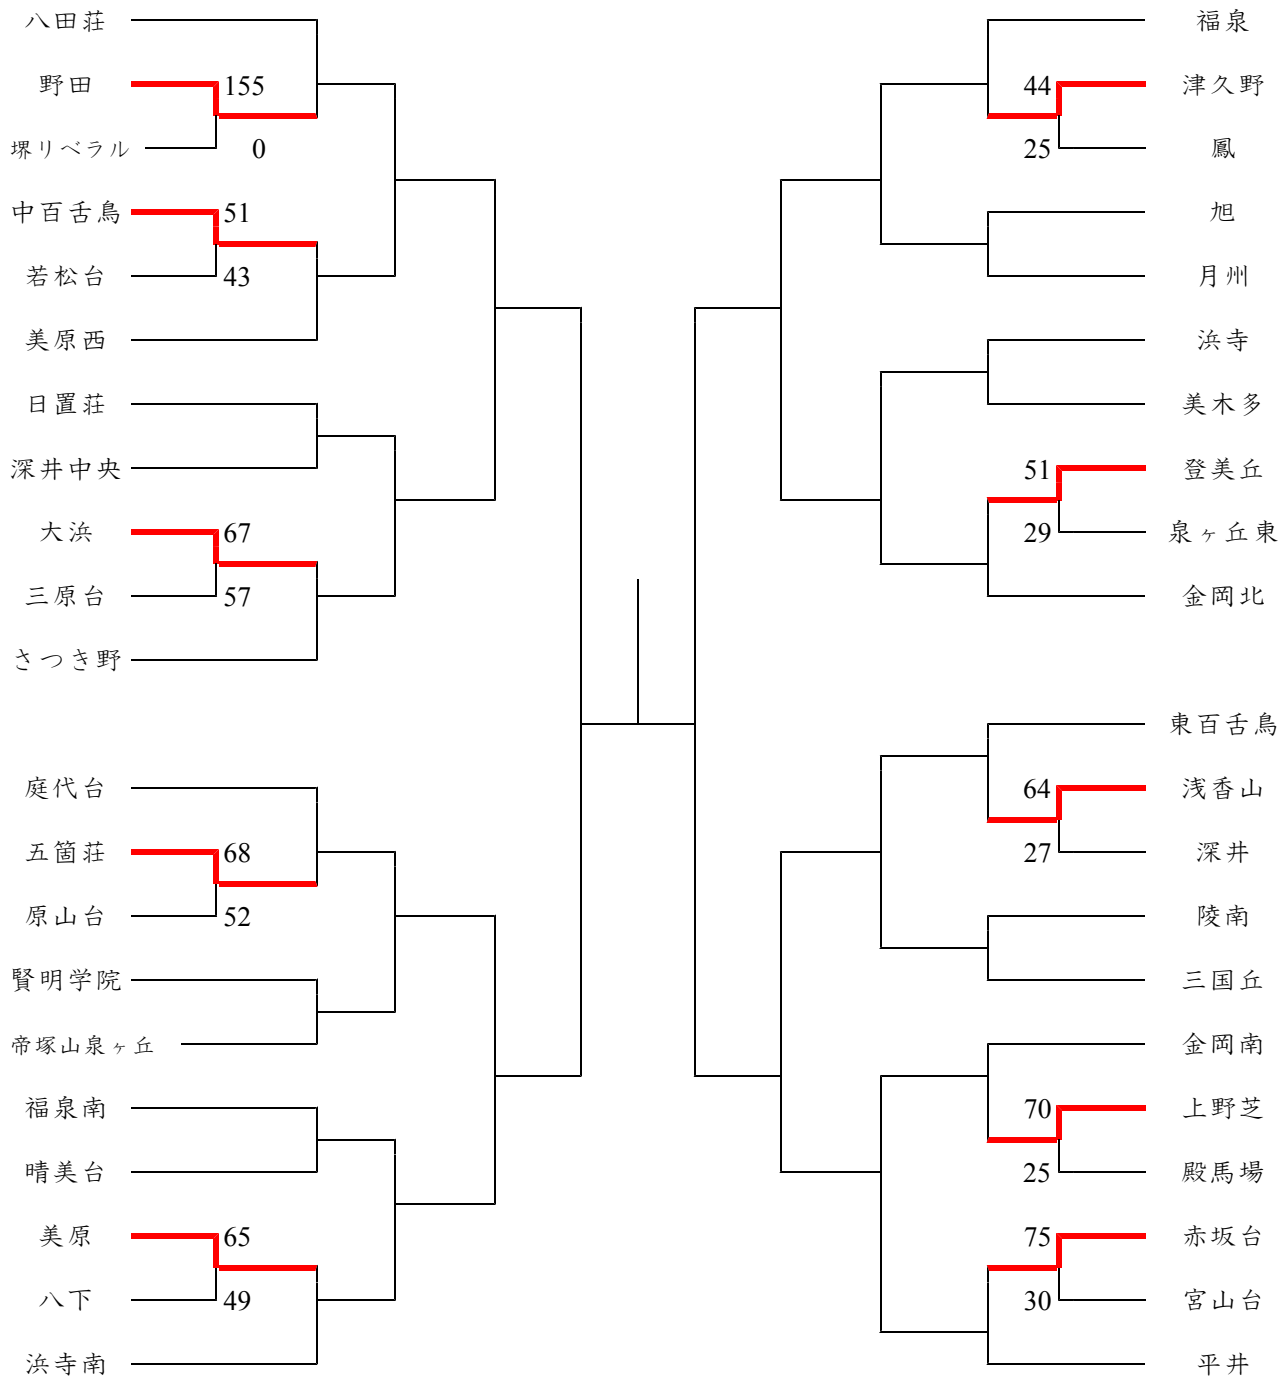 八田荘
野田 155
堺リベラル 0
中百舌鳥 51
若松台 43
美原西
日置荘
深井中央
大浜 67
三原台 57
さつき野
庭代台
五箇荘 68
原山台 52
賢明学院
帝塚山泉ヶ丘
福泉南
晴美台
美原 65
八下 49
浜寺南
福泉
44 津久野
25 鳳
旭
月州
浜寺
美木多
51 登美丘
29 泉ヶ丘東
金岡北
東百舌鳥
64 浅香山
27 深井
陵南
三国丘
金岡南
70 上野芝
25 殿馬場
75 赤坂台
30 宮山台
平井